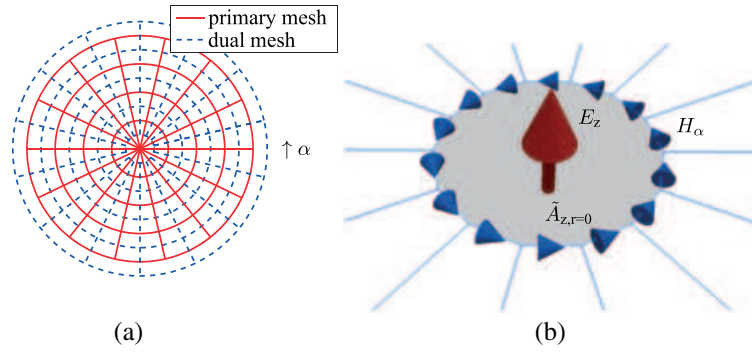 primary mesh
dual mesh
↑ α
E_z
H_α
Ã_z,r=0
(a)
(b)